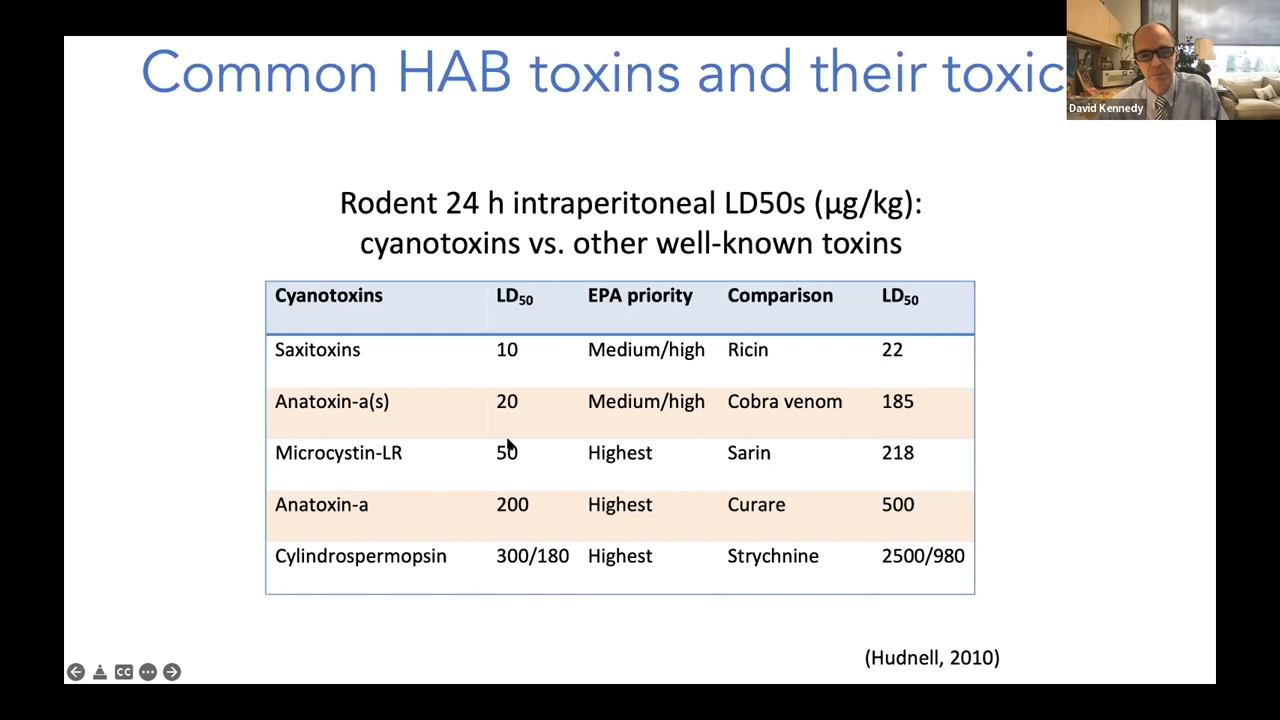 Common HAB toxins and their toxic
David Kennedy
Rodent 24 h intraperitoneal LD50s (µg/kg):
cyanotoxins vs. other well-known toxins
Cyanotoxins LD50 EPA priority Comparison LD50
Saxitoxins 10 Medium/high Ricin 22
Anatoxin-a(s) 20 Medium/high Cobra venom 185
Microcystin-LR 50 Highest Sarin 218
Anatoxin-a 200 Highest Curare 500
Cylindrospermopsin 300/180 Highest Strychnine 2500/980
(Hudnell, 2010)
CC